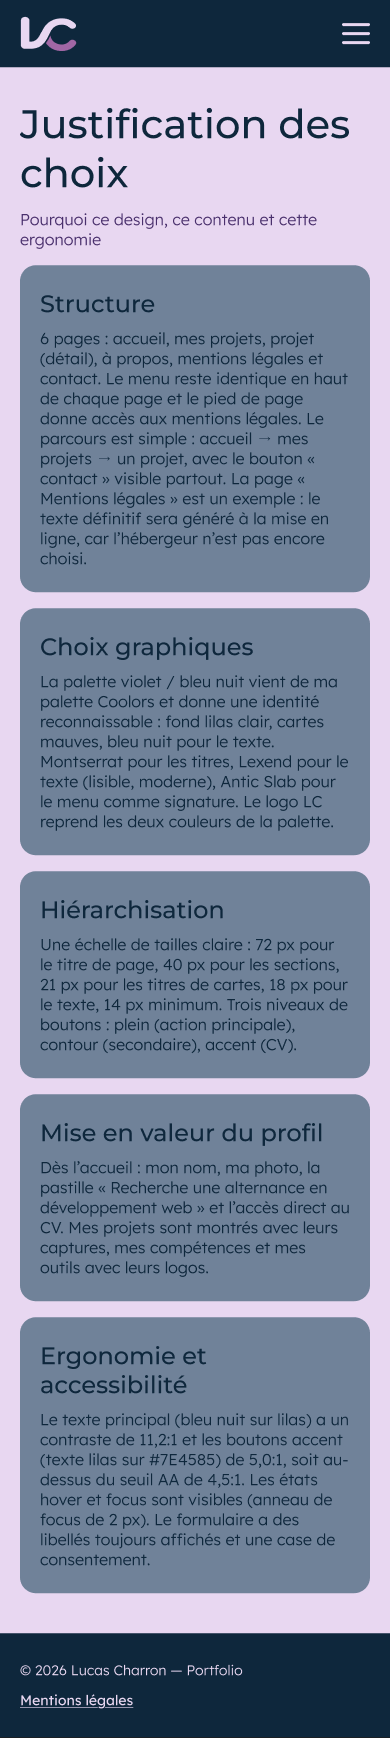 LC
Justification des
choix
Pourquoi ce design, ce contenu et cette
ergonomie
Structure
6 pages : accueil, mes projets, projet
(détail), à propos, mentions légales et
contact. Le menu reste identique en haut
de chaque page et le pied de page
donne accès aux mentions légales. Le
parcours est simple : accueil → mes
projets → un projet, avec le bouton «
contact » visible partout. La page «
Mentions légales » est un exemple : le
texte définitif sera généré à la mise en
ligne, car l’hébergeur n’est pas encore
choisi.
Choix graphiques
La palette violet / bleu nuit vient de ma
palette Coolors et donne une identité
reconnaissable : fond lilas clair, cartes
mauves, bleu nuit pour le texte.
Montserrat pour les titres, Lexend pour le
texte (lisible, moderne), Antic Slab pour
le menu comme signature. Le logo LC
reprend les deux couleurs de la palette.
Hiérarchisation
Une échelle de tailles claire : 72 px pour
le titre de page, 40 px pour les sections,
21 px pour les titres de cartes, 18 px pour
le texte, 14 px minimum. Trois niveaux de
boutons : plein (action principale),
contour (secondaire), accent (CV).
Mise en valeur du profil
Dès l’accueil : mon nom, ma photo, la
pastille « Recherche une alternance en
développement web » et l’accès direct au
CV. Mes projets sont montrés avec leurs
captures, mes compétences et mes
outils avec leurs logos.
Ergonomie et
accessibilité
Le texte principal (bleu nuit sur lilas) a un
contraste de 11,2:1 et les boutons accent
(texte lilas sur #7E4585) de 5,0:1, soit au-
dessus du seuil AA de 4,5:1. Les états
hover et focus sont visibles (anneau de
focus de 2 px). Le formulaire a des
libellés toujours affichés et une case de
consentement.
© 2026 Lucas Charron — Portfolio
Mentions légales